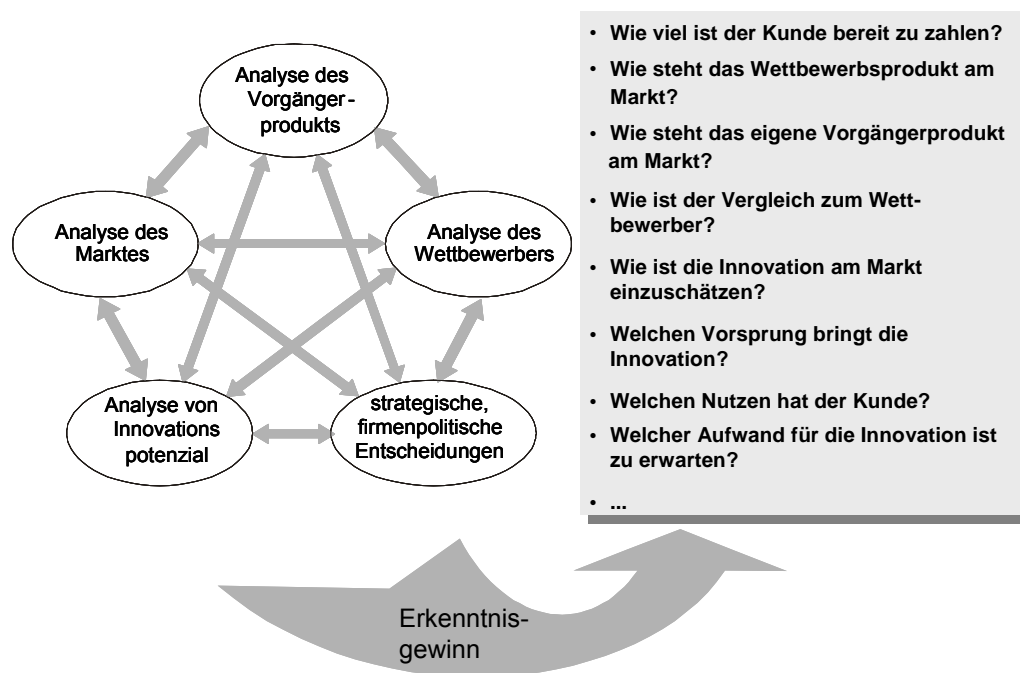 Analyse des
Vorgänger-
produkts
Analyse des
Marktes
Analyse des
Wettbewerbers
Analyse von
Innovations
potenzial
strategische,
firmenpolitische
Entscheidungen
• Wie viel ist der Kunde bereit zu zahlen?
• Wie steht das Wettbewerbsprodukt am
Markt?
• Wie steht das eigene Vorgängerprodukt
am Markt?
• Wie ist der Vergleich zum Wett-
bewerber?
• Wie ist die Innovation am Markt
einzuschätzen?
• Welchen Vorsprung bringt die
Innovation?
• Welchen Nutzen hat der Kunde?
• Welcher Aufwand für die Innovation ist
zu erwarten?
• ...
Erkenntnis-
gewinn